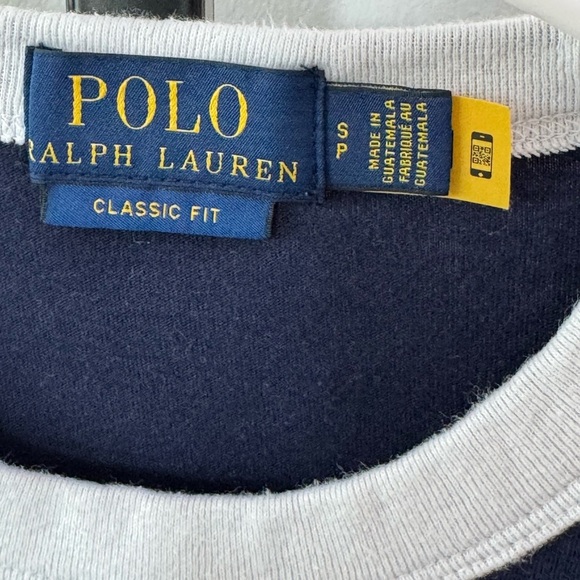 POLO
RALPH LAUREN
CLASSIC FIT
S
P
MADE IN
GUATEMALA
FABRIQUÉ AU
GUATEMALA